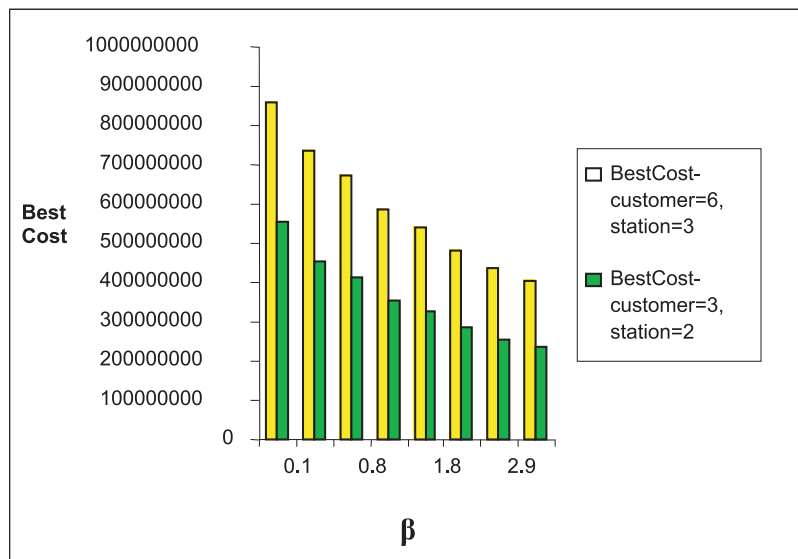 1000000000
900000000
800000000
700000000
600000000
500000000
400000000
300000000
200000000
100000000
0
Best
Cost
0.1 0.8 1.8 2.9
β
BestCost-
customer=6,
station=3
BestCost-
customer=3,
station=2